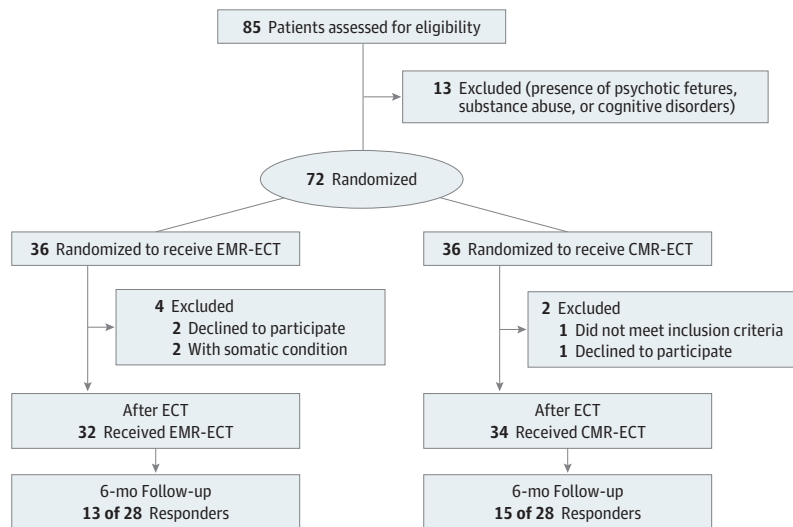 85 Patients assessed for eligibility
13 Excluded (presence of psychotic fetures,
substance abuse, or cognitive disorders)
72 Randomized
36 Randomized to receive EMR-ECT
36 Randomized to receive CMR-ECT
4 Excluded
2 Declined to participate
2 With somatic condition
2 Excluded
1 Did not meet inclusion criteria
1 Declined to participate
After ECT
32 Received EMR-ECT
After ECT
34 Received CMR-ECT
6-mo Follow-up
13 of 28 Responders
6-mo Follow-up
15 of 28 Responders